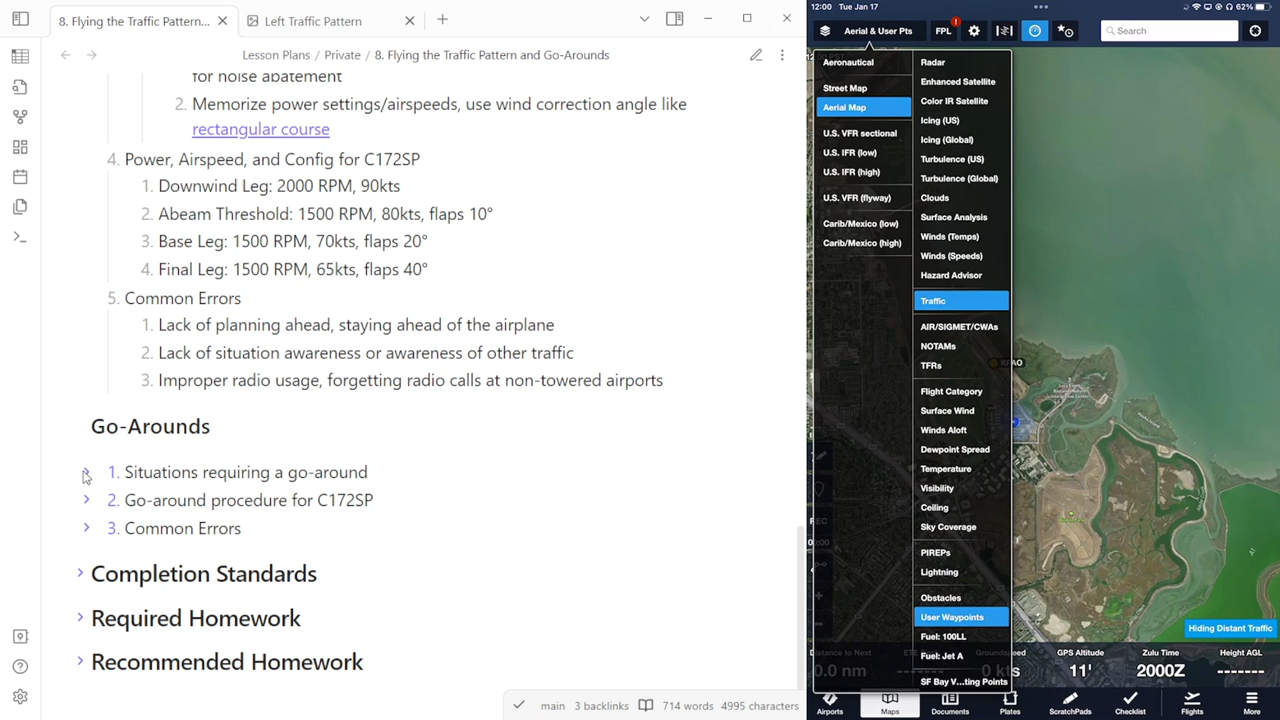 8. Flying the Traffic Pattern...
Left Traffic Pattern
Lesson Plans / Private / 8. Flying the Traffic Pattern and Go-Arounds
for noise abatement
2. Memorize power settings/airspeeds, use wind correction angle like
rectangular course
4. Power, Airspeed, and Config for C172SP
1. Downwind Leg: 2000 RPM, 90kts
2. Abeam Threshold: 1500 RPM, 80kts, flaps 10°
3. Base Leg: 1500 RPM, 70kts, flaps 20°
4. Final Leg: 1500 RPM, 65kts, flaps 40°
5. Common Errors
1. Lack of planning ahead, staying ahead of the airplane
2. Lack of situation awareness or awareness of other traffic
3. Improper radio usage, forgetting radio calls at non-towered airports
Go-Arounds
1. Situations requiring a go-around
2. Go-around procedure for C172SP
3. Common Errors
Completion Standards
Required Homework
Recommended Homework
main 3 backlinks 714 words 4995 characters
12:00 Tue Jan 17
62%
Aerial & User Pts
FPL
!
Search
Aeronautical
Street Map
Aerial Map
U.S. VFR sectional
U.S. IFR (low)
U.S. IFR (high)
U.S. VFR (flyway)
Carib/Mexico (low)
Carib/Mexico (high)
Radar
Enhanced Satellite
Color IR Satellite
Icing (US)
Icing (Global)
Turbulence (US)
Turbulence (Global)
Clouds
Surface Analysis
Winds (Temps)
Winds (Speeds)
Hazard Advisor
Traffic
AIR/SIGMET/CWAs
NOTAMs
TFRs
Flight Category
Surface Wind
Winds Aloft
Dewpoint Spread
Temperature
Visibility
Ceiling
Sky Coverage
PIREPs
Lightning
Obstacles
User Waypoints
Fuel: 100LL
Fuel: Jet A
SF Bay V...ting Points
KPAO
REC
Hiding Distant Traffic
Distance to Next
0.0 nm
Groundspeed
0 kts
GPS Altitude
11'
Zulu Time
2000Z
Height AGL
Airports
Maps
Documents
Plates
ScratchPads
Checklist
Flights
More